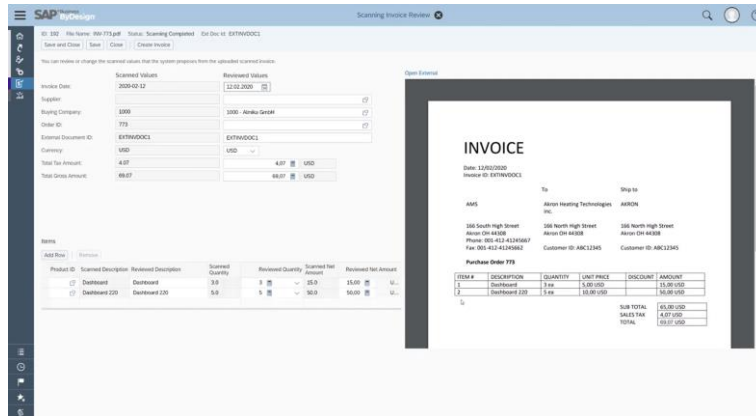 SAP Business ByDesign
Scanning Invoice Review
ID: 102 File Name: INV-773.pdf Status: Scanning Completed Ext Doc Id: EXTINVDOC1
Save and Close Save Close Create Invoice
You can review or change the scanned values that the system proposes from the uploaded scanned invoice.
Scanned Values Reviewed Values
Invoice Date: 2020-02-12 12.02.2020
Supplier:
Buying Company: 1000 1000 - Almika GmbH
Order ID: 773
External Document ID: EXTINVDOC1 EXTINVDOC1
Currency: USD USD
Total Tax Amount: 4.07 4,07 USD
Total Gross Amount: 69.07 69,07 USD
Items
Add Row Remove
Product ID Scanned Description Reviewed Description Scanned Quantity Reviewed Quantity Scanned Net Amount Reviewed Net Amount
Dashboard Dashboard 3.0 3 15.0 15,00 U...
Dashboard 220 Dashboard 220 5.0 5 50.0 50,00 U...
Open External
INVOICE
Date: 12/02/2020
Invoice ID: EXTINVDOC1
To Ship to
AMS Akron Heating Technologies Inc. AKRON
166 South High Street 166 North High Street 166 North High Street
Akron OH 44308 Akron OH 44308 Akron OH 44308
Phone: 001-412-41245667
Fax: 001-412-41245662 Customer ID: ABC12345 Customer ID: ABC12345
Purchase Order 773
ITEM # DESCRIPTION QUANTITY UNIT PRICE DISCOUNT AMOUNT
1 Dashboard 3 ea 5,00 USD 15,00 USD
2 Dashboard 220 5 ea 10,00 USD 50,00 USD
SUB TOTAL 65,00 USD
SALES TAX 4,07 USD
TOTAL 69,07 USD